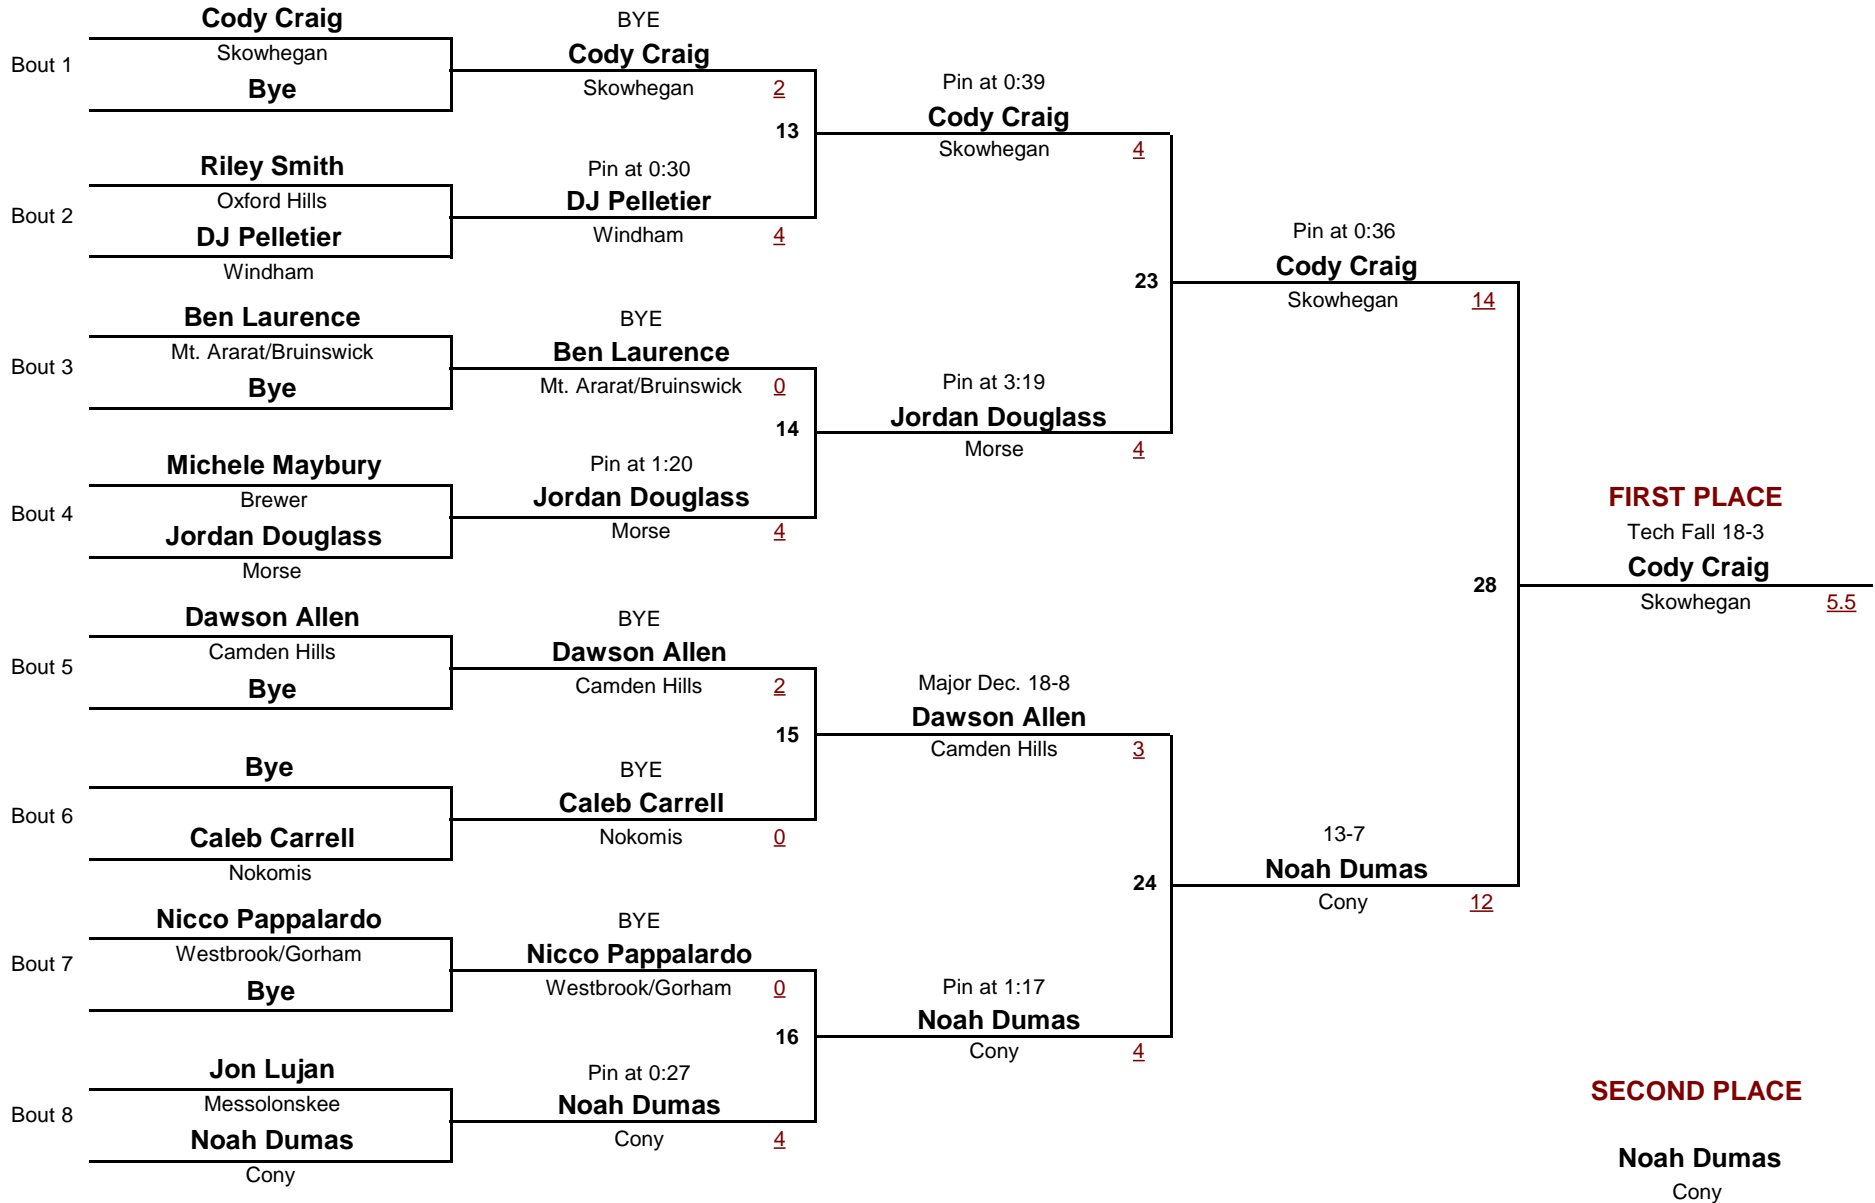 Cody Craig
Bout 1
Skowhegan
Bye
Riley Smith
Bout 2
Oxford Hills
DJ Pelletier
Windham
Ben Laurence
Bout 3
Mt. Ararat/Bruinswick
Bye
Michele Maybury
Bout 4
Brewer
Jordan Douglass
Morse
Dawson Allen
Bout 5
Camden Hills
Bye
Bye
Bout 6
Caleb Carrell
Nokomis
Nicco Pappalardo
Bout 7
Westbrook/Gorham
Bye
Jon Lujan
Bout 8
Messolonskee
Noah Dumas
Cony
BYE
Cody Craig
Skowhegan 2
13
Pin at 0:30
DJ Pelletier
Windham 4
BYE
Ben Laurence
Mt. Ararat/Bruinswick 0
14
Pin at 1:20
Jordan Douglass
Morse 4
BYE
Dawson Allen
Camden Hills 2
15
BYE
Caleb Carrell
Nokomis 0
BYE
Nicco Pappalardo
Westbrook/Gorham 0
16
Pin at 0:27
Noah Dumas
Cony 4
Pin at 0:39
Cody Craig
Skowhegan 4
23
Pin at 3:19
Jordan Douglass
Morse 4
Major Dec. 18-8
Dawson Allen
Camden Hills 3
24
Pin at 1:17
Noah Dumas
Cony 4
Pin at 0:36
Cody Craig
Skowhegan 14
28
13-7
Noah Dumas
Cony 12
FIRST PLACE
Tech Fall 18-3
Cody Craig
Skowhegan 5.5
SECOND PLACE
Noah Dumas
Cony